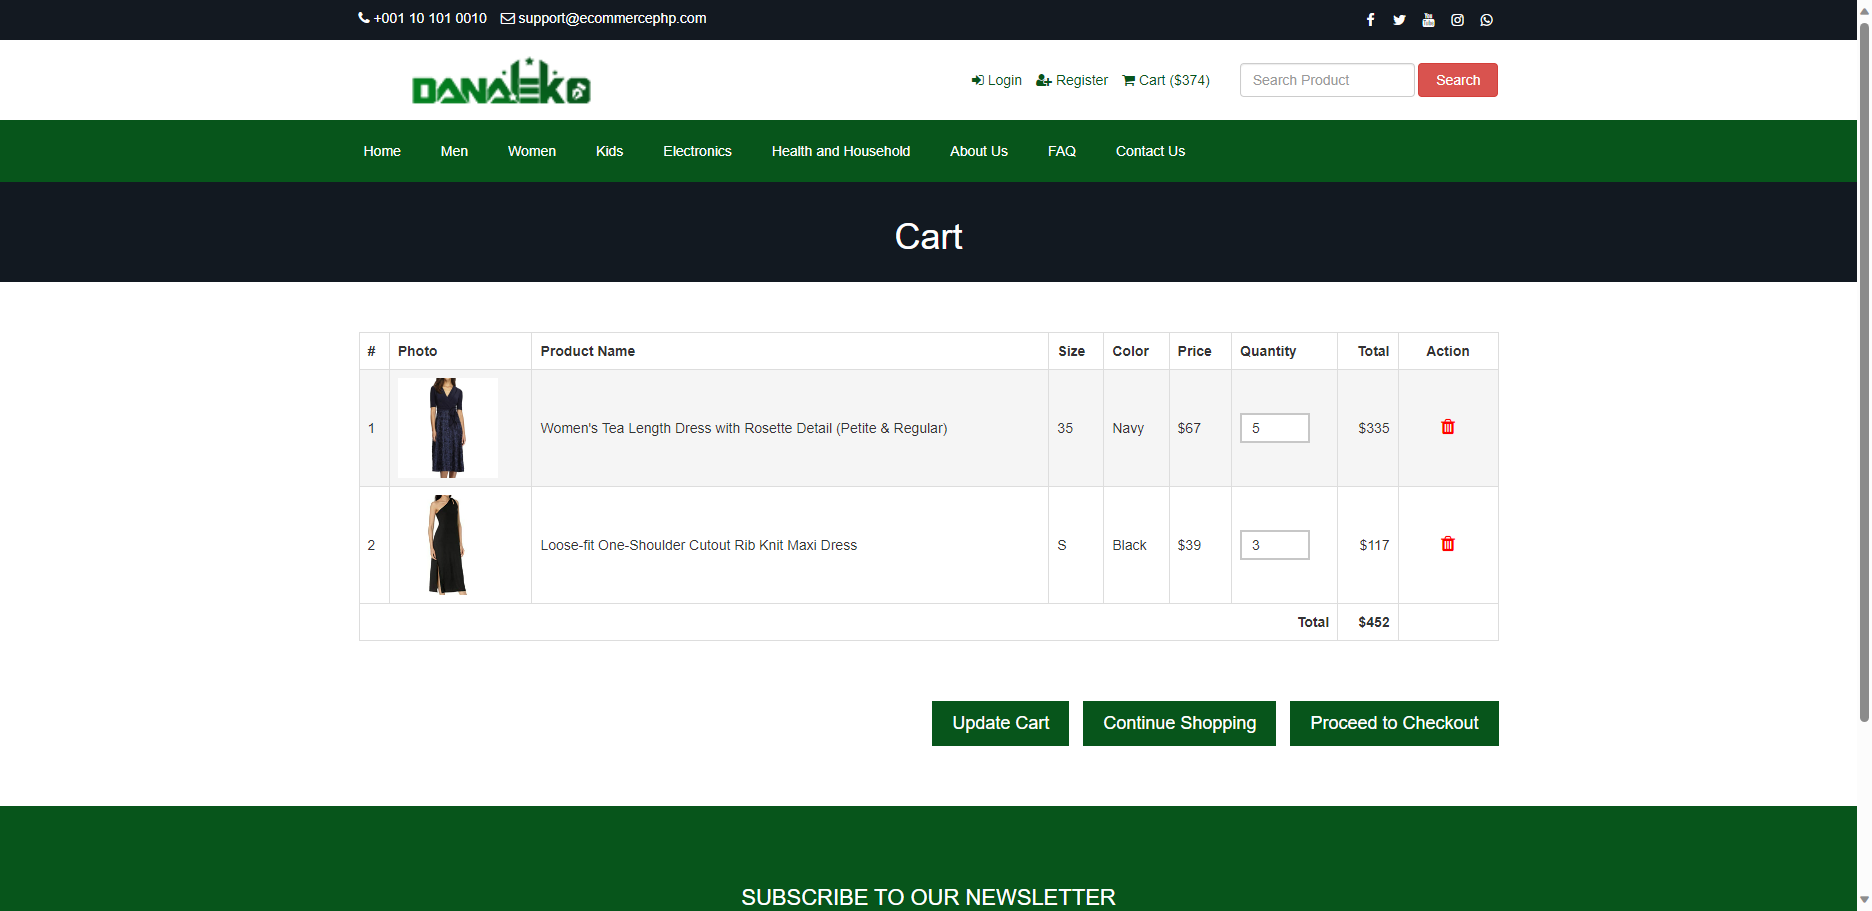 +001 10 101 0010 support@ecommercephp.com
DANALEKO
Login Register Cart ($374) Search Product Search
Home Men Women Kids Electronics Health and Household About Us FAQ Contact Us
Cart
# Photo Product Name Size Color Price Quantity Total Action
1 Women's Tea Length Dress with Rosette Detail (Petite & Regular) 35 Navy $67 5 $335
2 Loose-fit One-Shoulder Cutout Rib Knit Maxi Dress S Black $39 3 $117
Total $452
Update Cart Continue Shopping Proceed to Checkout
SUBSCRIBE TO OUR NEWSLETTER